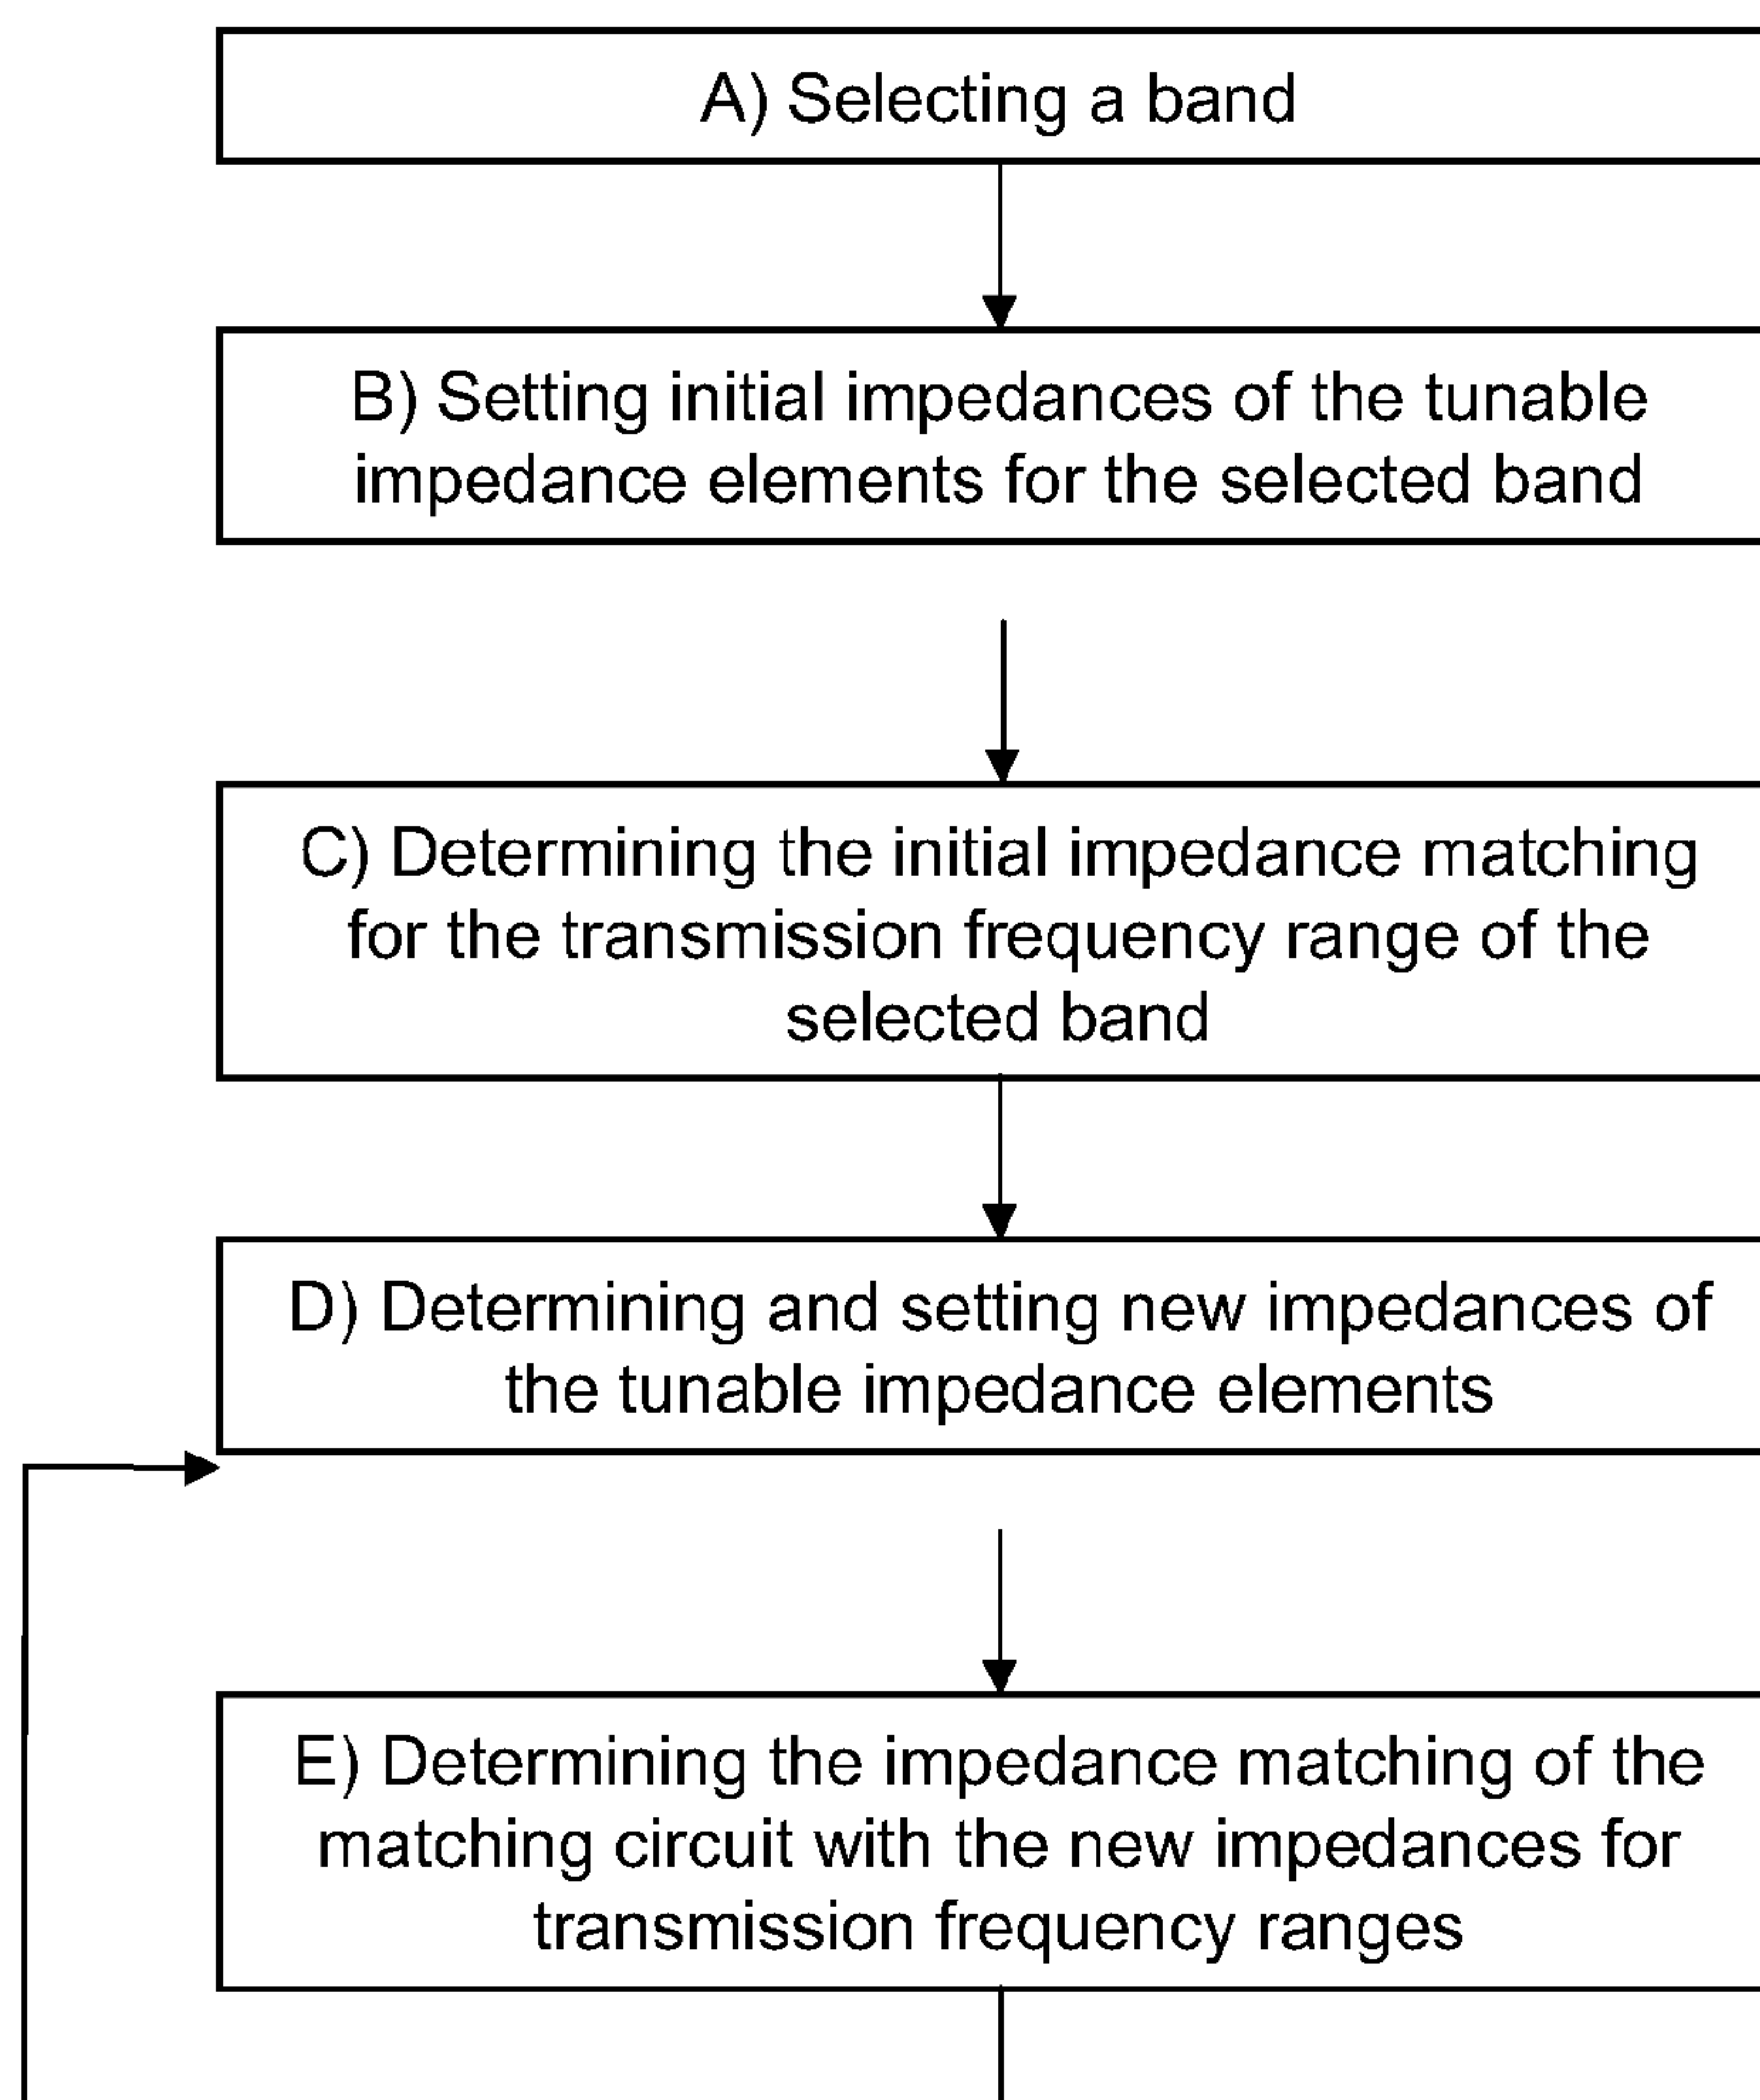 A) Selecting a band
B) Setting initial impedances of the tunable
impedance elements for the selected band
C) Determining the initial impedance matching
for the transmission frequency range of the
selected band
D) Determining and setting new impedances of
the tunable impedance elements
E) Determining the impedance matching of the
matching circuit with the new impedances for
transmission frequency ranges